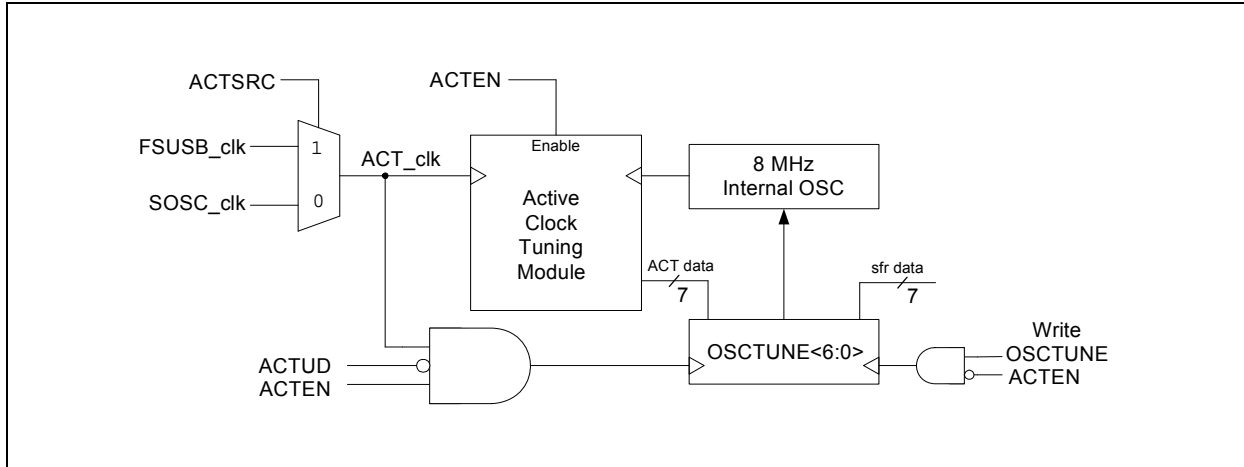 ACTSRC
ACTEN
FSUSB_clk
1
ACT_clk
Enable
8 MHz
Internal OSC
SOSC_clk
0
Active
Clock
Tuning
Module
ACT data
7
sfr data
7
Write
OSCTUNE<6:0>
OSCTUNE
ACTUD
ACTEN
ACTEN